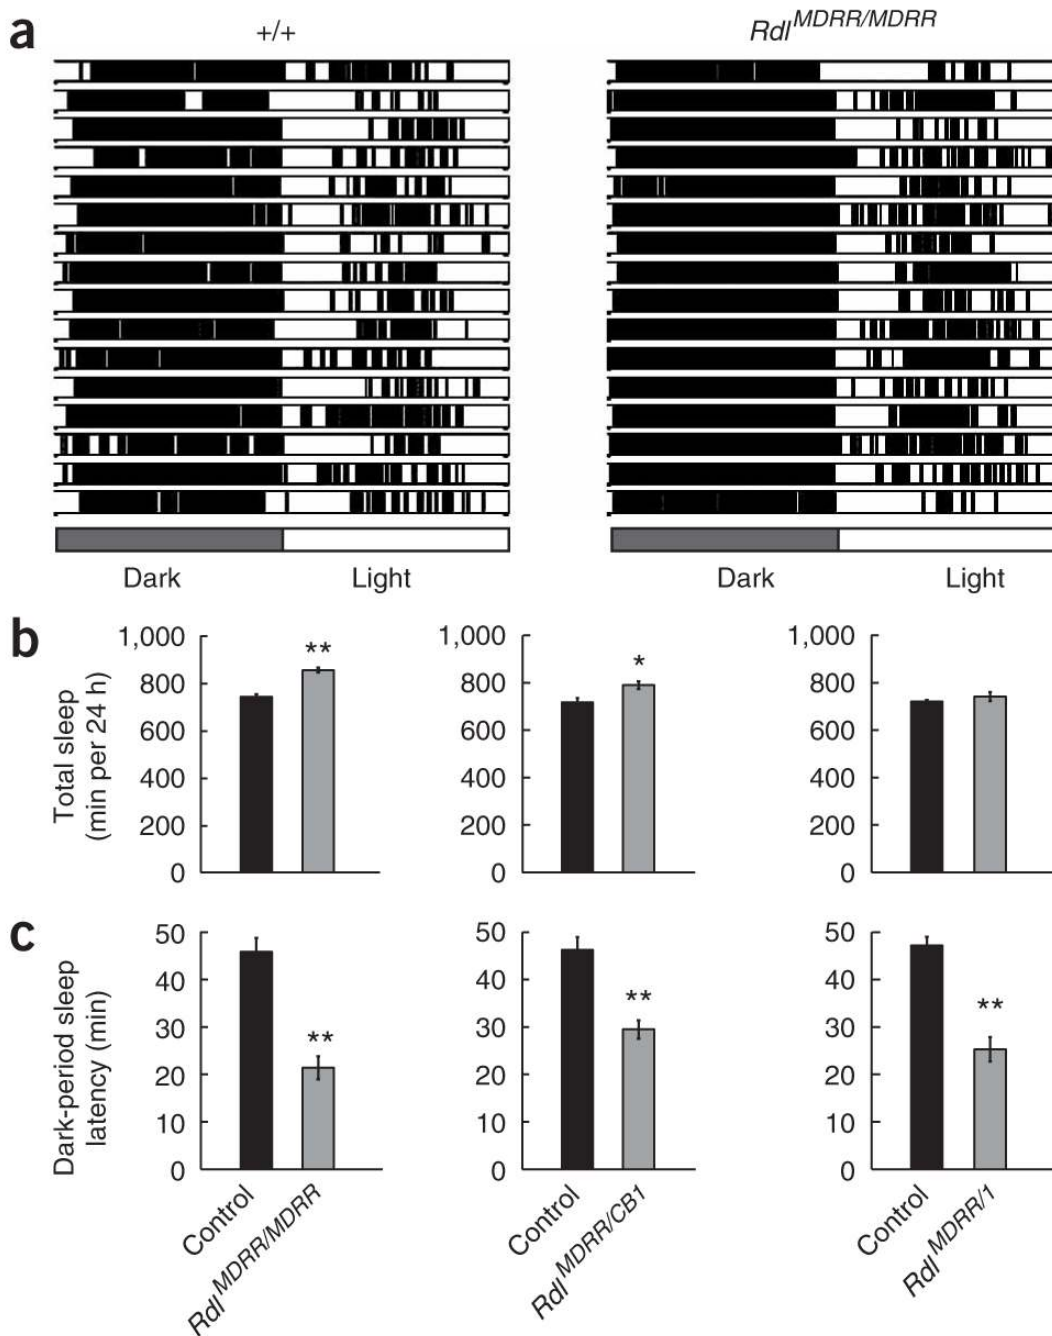 a
+/+
Rdl MDRR/MDRR
Dark
Light
Dark
Light
b
Total sleep
(min per 24 h)
1,000
800
600
400
200
0
**
1,000
800
600
400
200
0
*
1,000
800
600
400
200
0
c
Dark-period sleep
latency (min)
50
40
30
20
10
0
**
Control
Rdl MDRR/MDRR
50
40
30
20
10
0
**
Control
Rdl MDRR/CB1
50
40
30
20
10
0
**
Control
Rdl MDRR/1